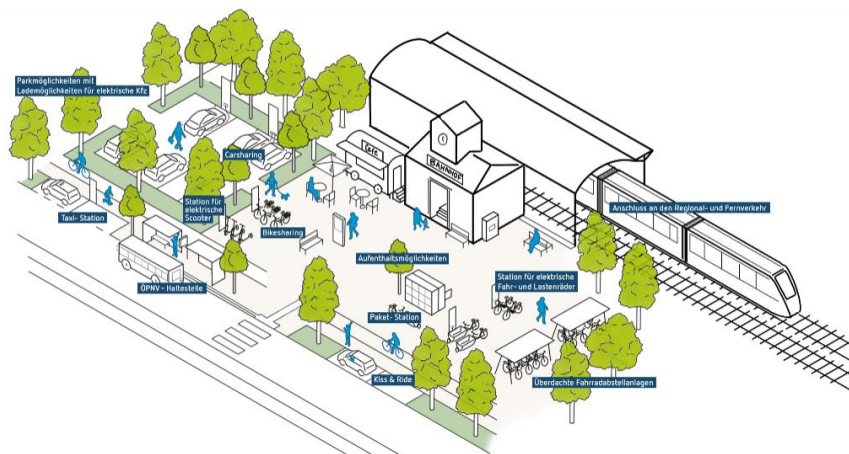 Parkmöglichkeiten mit
Lademöglichkeiten für elektrische Kfz
Carsharing
Café
BAHNHOF
Taxi- Station
Station für
elektrische
Scooter
Bikesharing
Anschluss an den Regional- und Fernverkehr
ÖPNV - Haltestelle
Aufenthaltsmöglichkeiten
Station für elektrische
Fahr- und Lastenräder
Paket- Station
Kiss & Ride
Überdachte Fahrradabstellanlagen